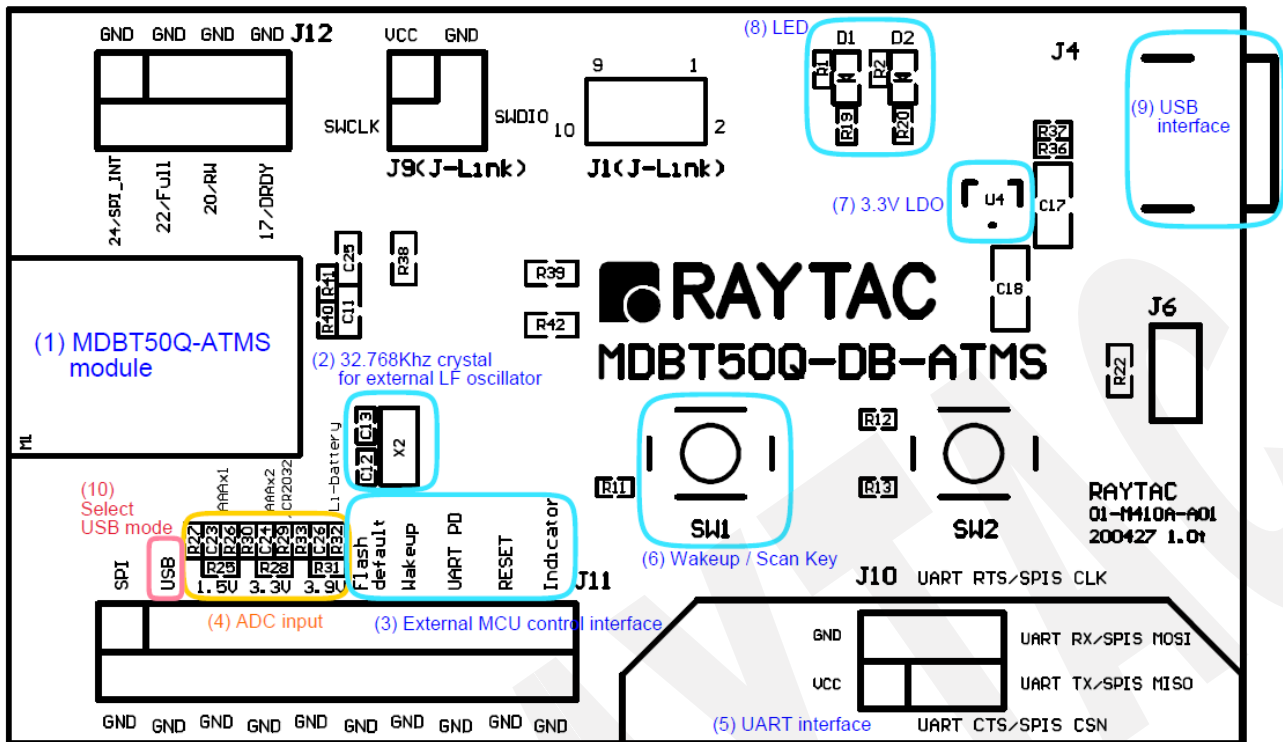 GND GND GND GND J12
VCC GND
(8) LED
D1 D2
J4
R1
R2
9 1
SWCLK
SWDIO
10 2
R19 R20
R37
R36
(9) USB
interface
J9(J-Link)
J1(J-Link)
24/SPI_INT
22/Full
20/RW
17/DRDY
(7) 3.3V LDO
U4
C17
C25
R38
R41
R40
C11
R39
R42
RAYTAC
C18
J6
(1) MDBT50Q-ATMS
module
(2) 32.768Khz crystal
for external LF oscillator
MDBT50Q-DB-ATMS
R22
ML
C13
C12
X2
R12
R11
R13
AAAx1
AAAx2
/CR2032
Li-battery
(10)
Select
USB mode
RAYTAC
01-M410A-A01
200427 1.0t
SW1
SW2
R27
C23
R26
R30
C24
R29
R33
C26
R32
R25 R28 R31
1.5V 3.3V 3.9V
SPI
USB
Flash
default
Wakeup
UART PD
RESET
Indicator
(6) Wakeup / Scan Key
J11
J10 UART RTS/SPIS CLK
(4) ADC input
(3) External MCU control interface
GND
UART RX/SPIS MOSI
VCC
UART TX/SPIS MISO
GND GND GND GND GND GND GND GND GND GND
(5) UART interface
UART CTS/SPIS CSN